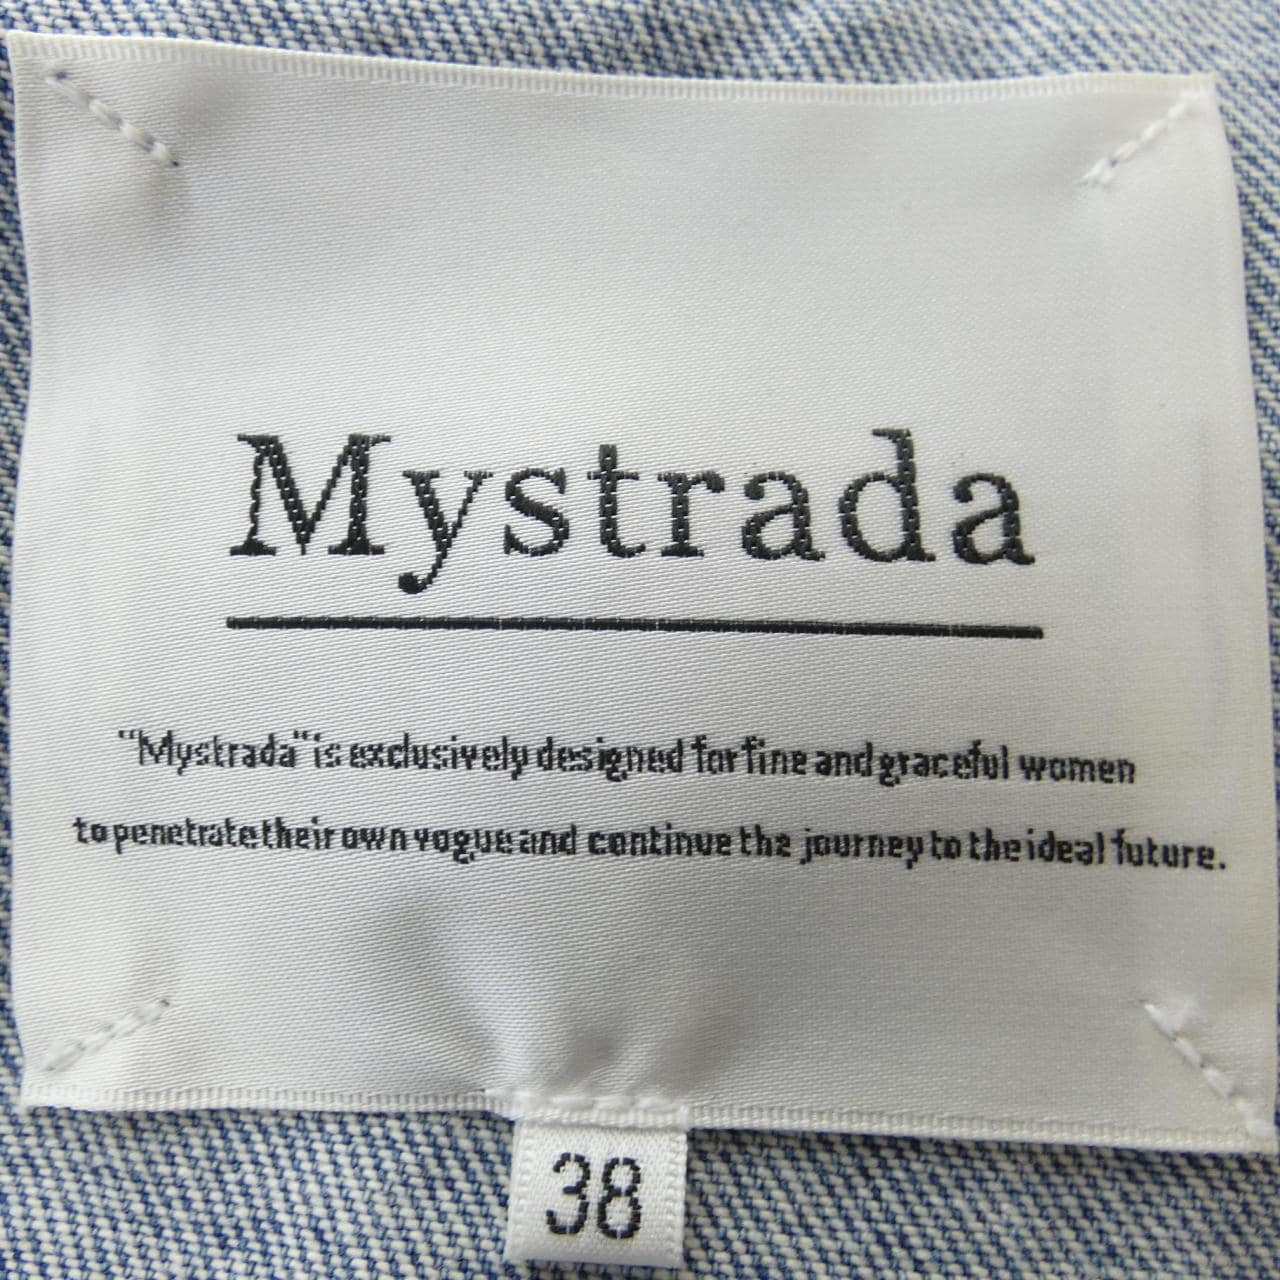 Mystrada
"Mystrada" is exclusively designed for fine and graceful women
to penetrate their own vogue and continue the journey to the ideal future.
38